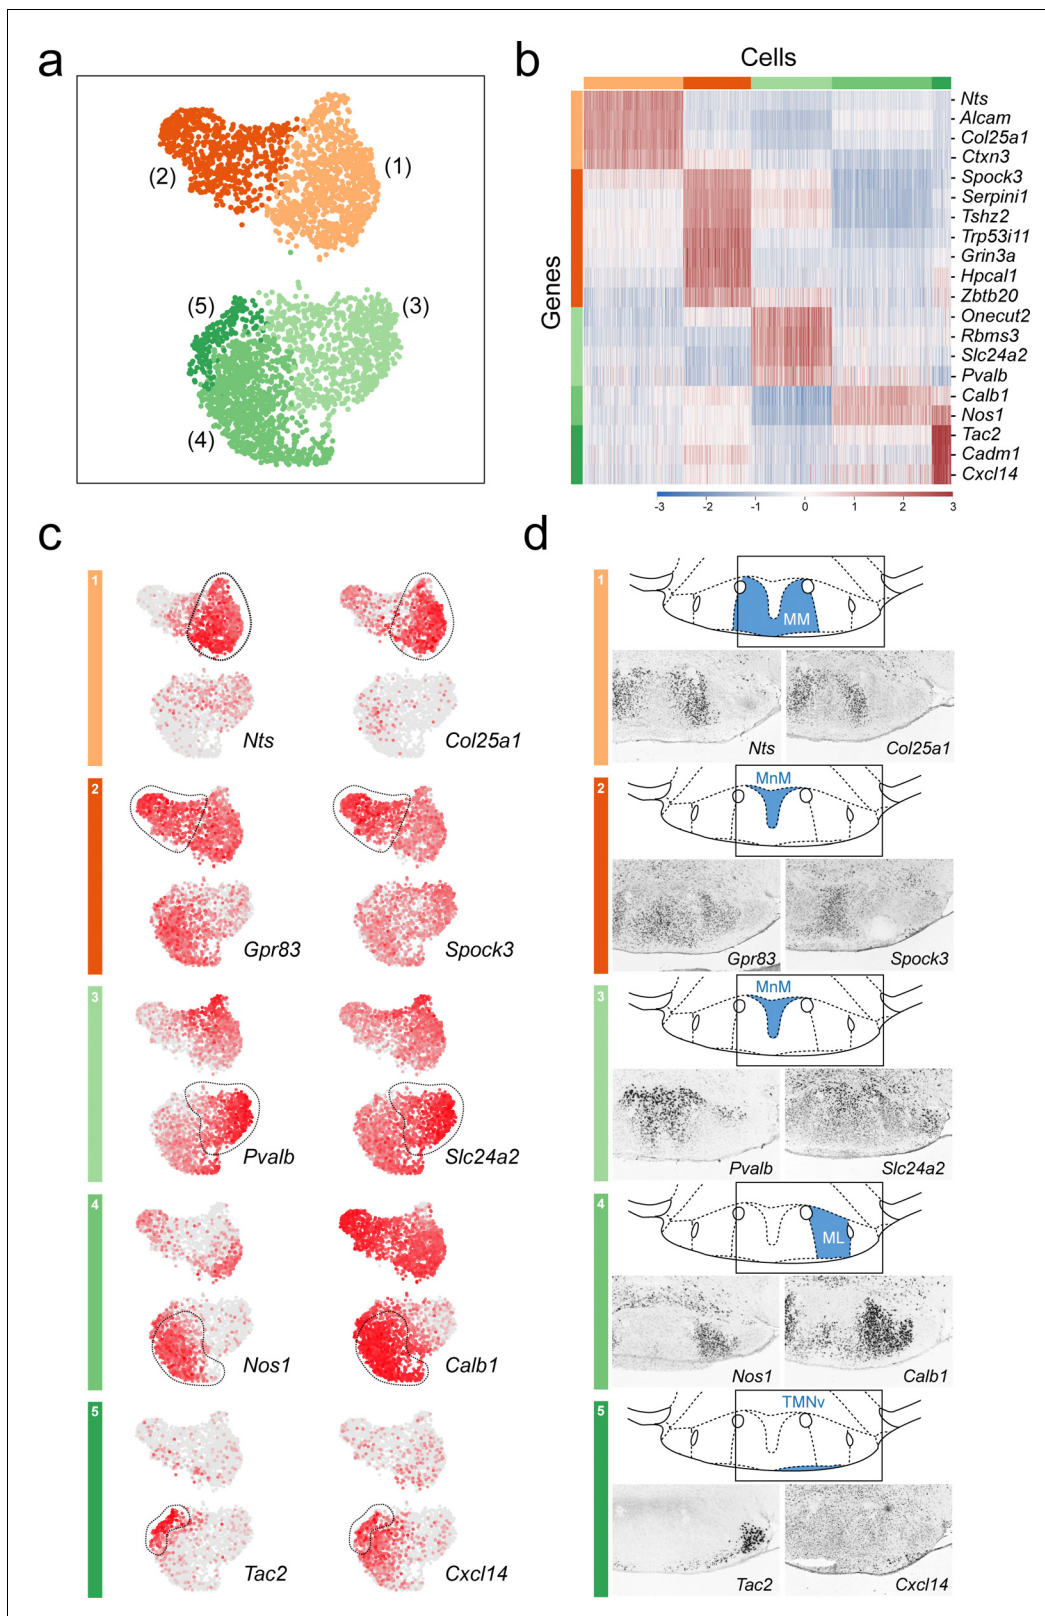 a
(1)
(2)
(3)
(5)
(4)
b
Cells
Genes
Nts
Alcam
Col25a1
Ctxn3
Spock3
Serpini1
Tshz2
Trp53i11
Grin3a
Hpcal1
Zbtb20
Onecut2
Rbms3
Slc24a2
Pvalb
Calb1
Nos1
Tac2
Cadm1
Cxcl14
-3 -2 -1 0 1 2 3
c
1
Nts Col25a1
2
Gpr83 Spock3
3
Pvalb Slc24a2
4
Nos1 Calb1
5
Tac2 Cxcl14
d
1
MM
Nts Col25a1
2
MnM
Gpr83 Spock3
3
MnM
Pvalb Slc24a2
4
ML
Nos1 Calb1
5
TMNv
Tac2 Cxcl14